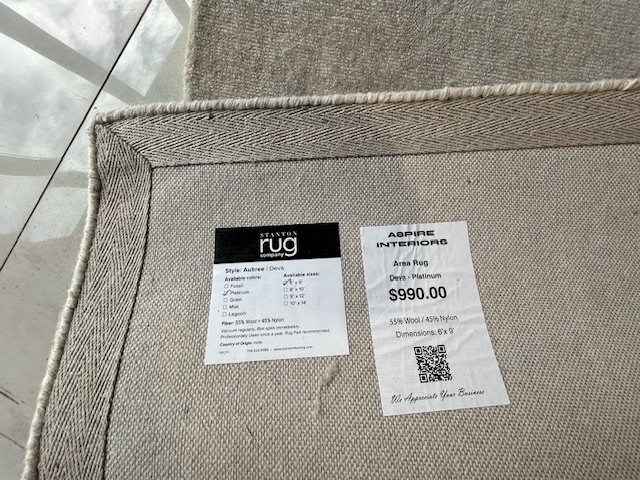 STANTON
rug
company
Style: Aubree | Deva
Available colors:
Fossil
Platinum
Grain
Mist
Lagoon
Available sizes:
6' x 9'
8' x 10'
9' x 12'
10' x 14'
Fiber: 55% Wool • 45% Nylon
Vacuum regularly. Blot spills immediately.
Professionally clean once a year. Rug Pad recommended.
Country of Origin: India
ASPIRE
INTERIORS
Area Rug
Deva - Platinum
$990.00
55% Wool / 45% Nylon
Dimensions: 6'x 9'
We Appreciate Your Business